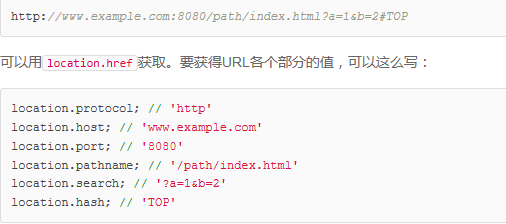 http://www.example.com:8080/path/index.html?a=1&b=2#TOP
可以用location.href获取。要获得URL各个部分的值，可以这么写：
location.protocol; // 'http'
location.host; // 'www.example.com'
location.port; // '8080'
location.pathname; // '/path/index.html'
location.search; // '?a=1&b=2'
location.hash; // 'TOP'